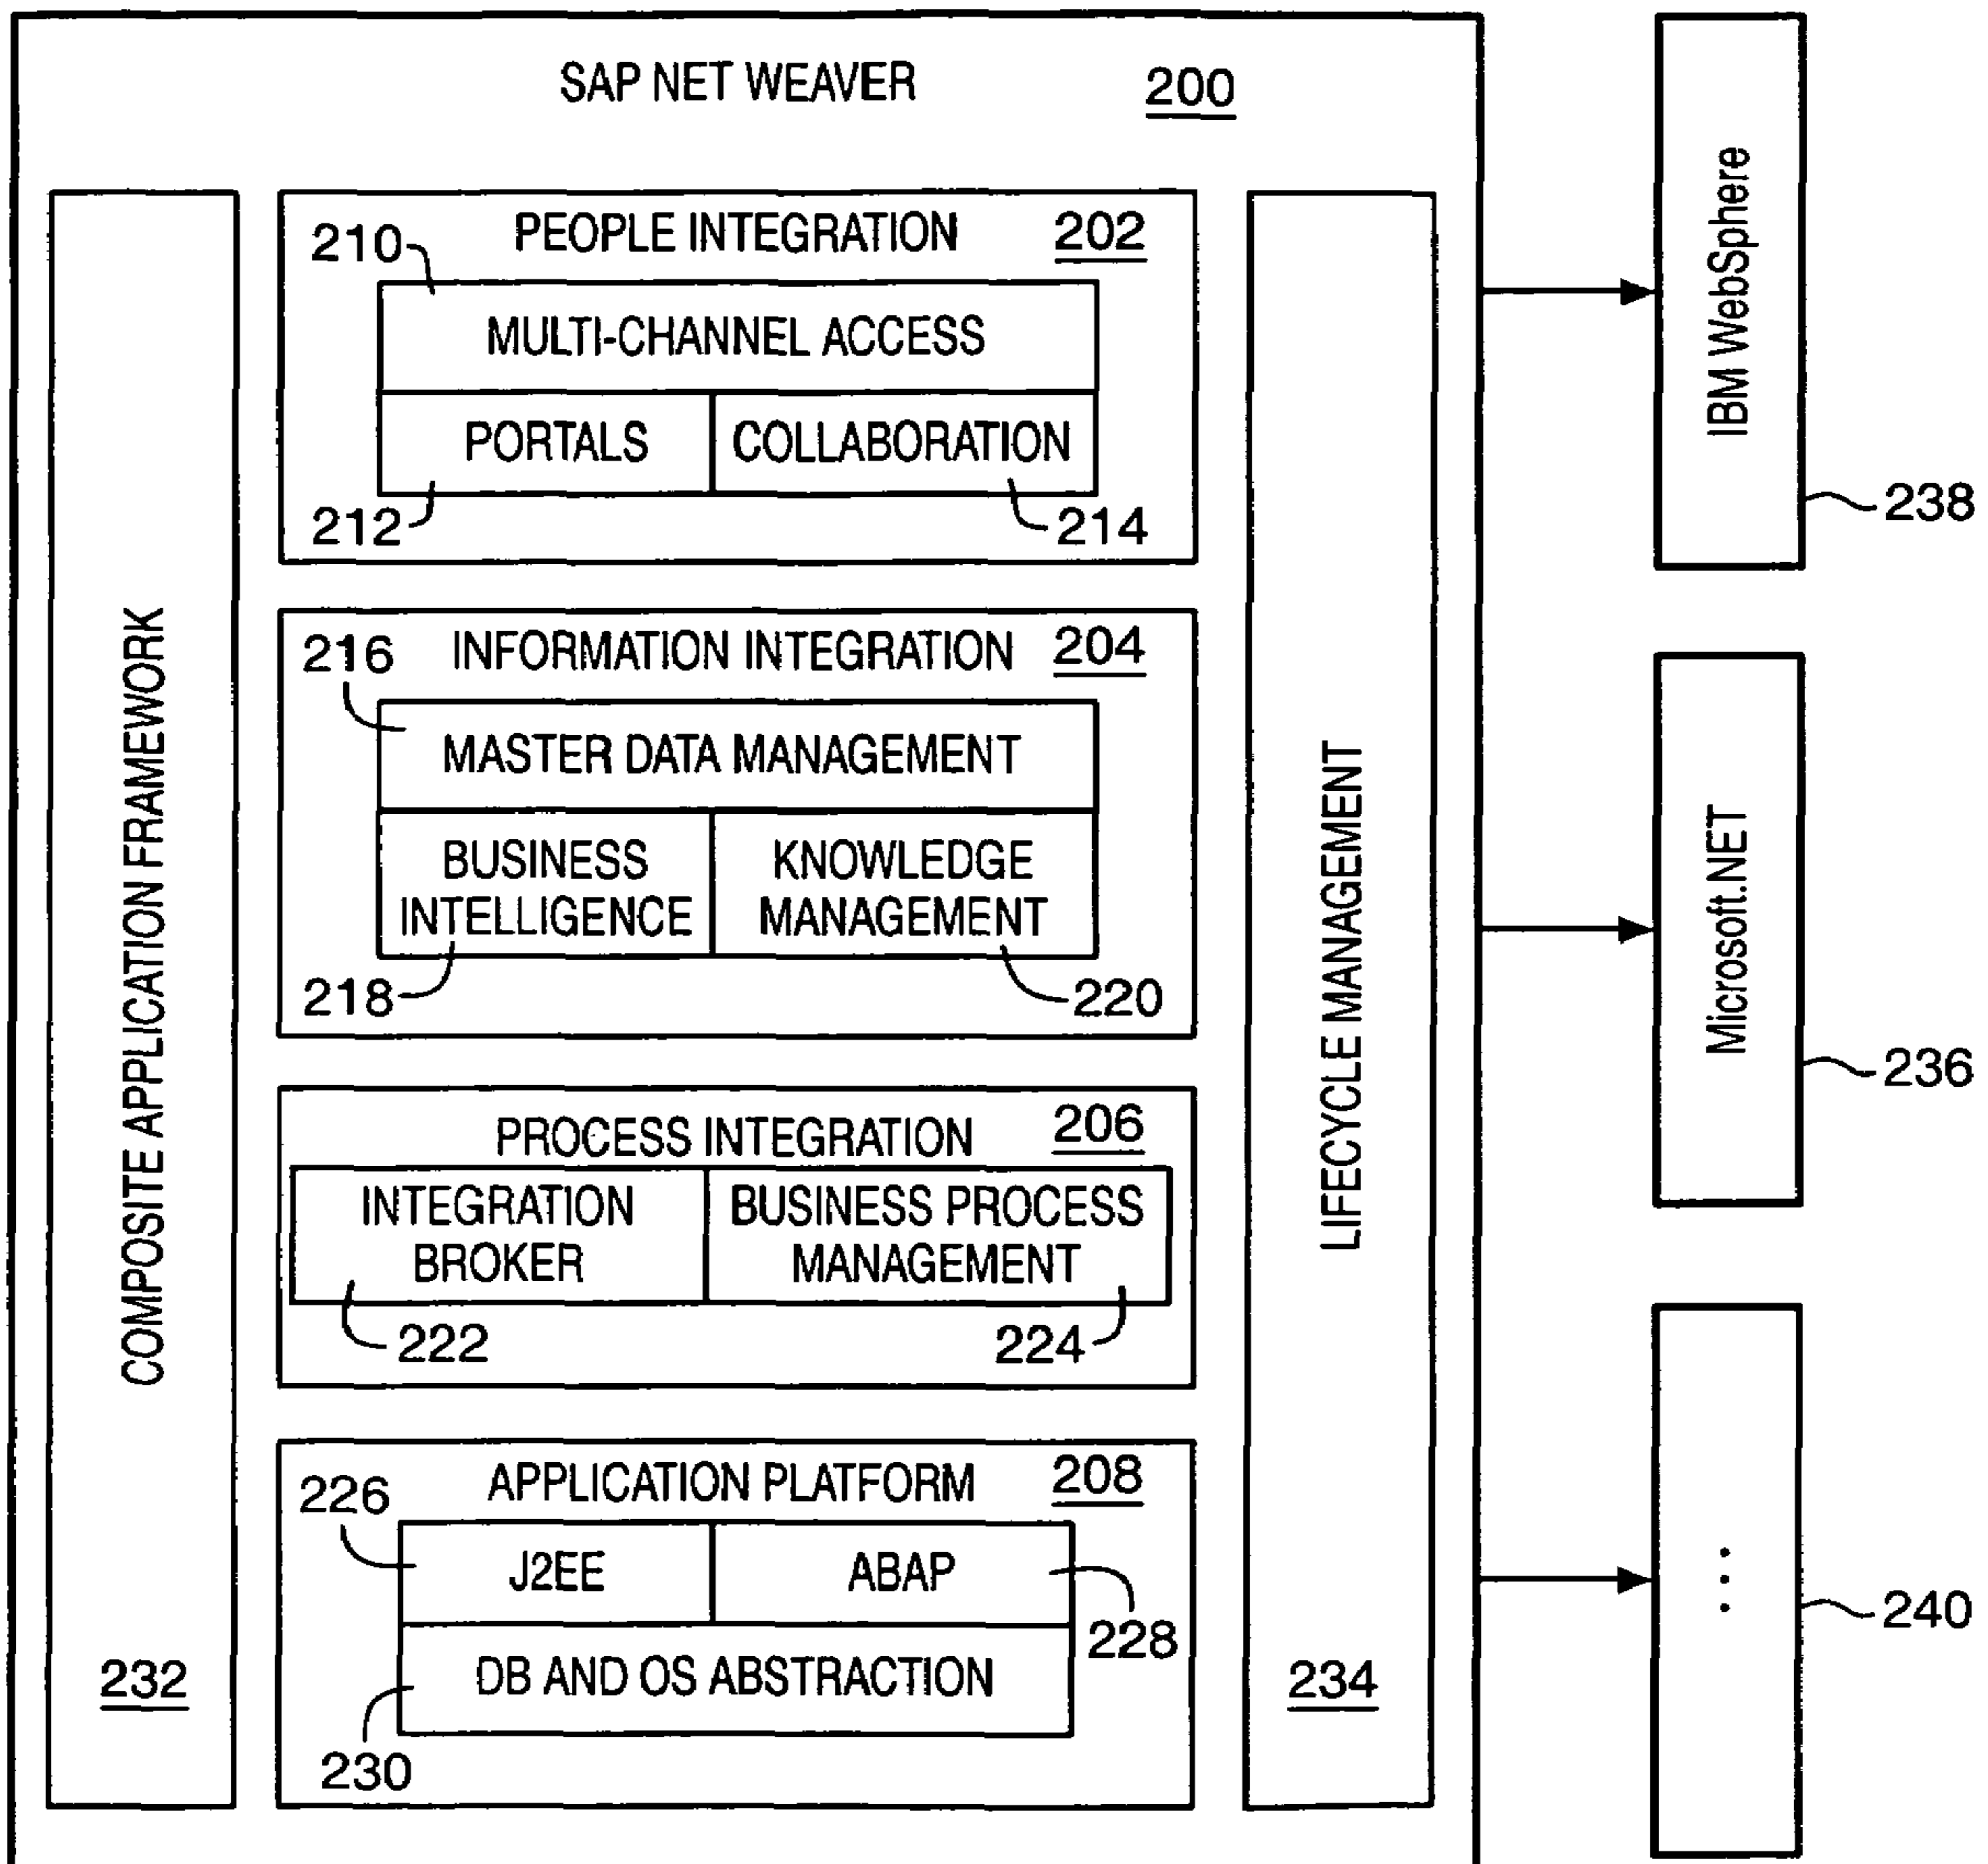 SAP NET WEAVER 200
COMPOSITE APPLICATION FRAMEWORK
232
PEOPLE INTEGRATION 202
210
MULTI-CHANNEL ACCESS
PORTALS COLLABORATION
212 214
INFORMATION INTEGRATION 204
216
MASTER DATA MANAGEMENT
BUSINESS INTELLIGENCE
KNOWLEDGE MANAGEMENT
218 220
PROCESS INTEGRATION 206
INTEGRATION BROKER
BUSINESS PROCESS MANAGEMENT
222 224
APPLICATION PLATFORM 208
226
J2EE ABAP
228
DB AND OS ABSTRACTION
230
LIFECYCLE MANAGEMENT
234
IBM WebSphere
238
Microsoft.NET
236
...
240